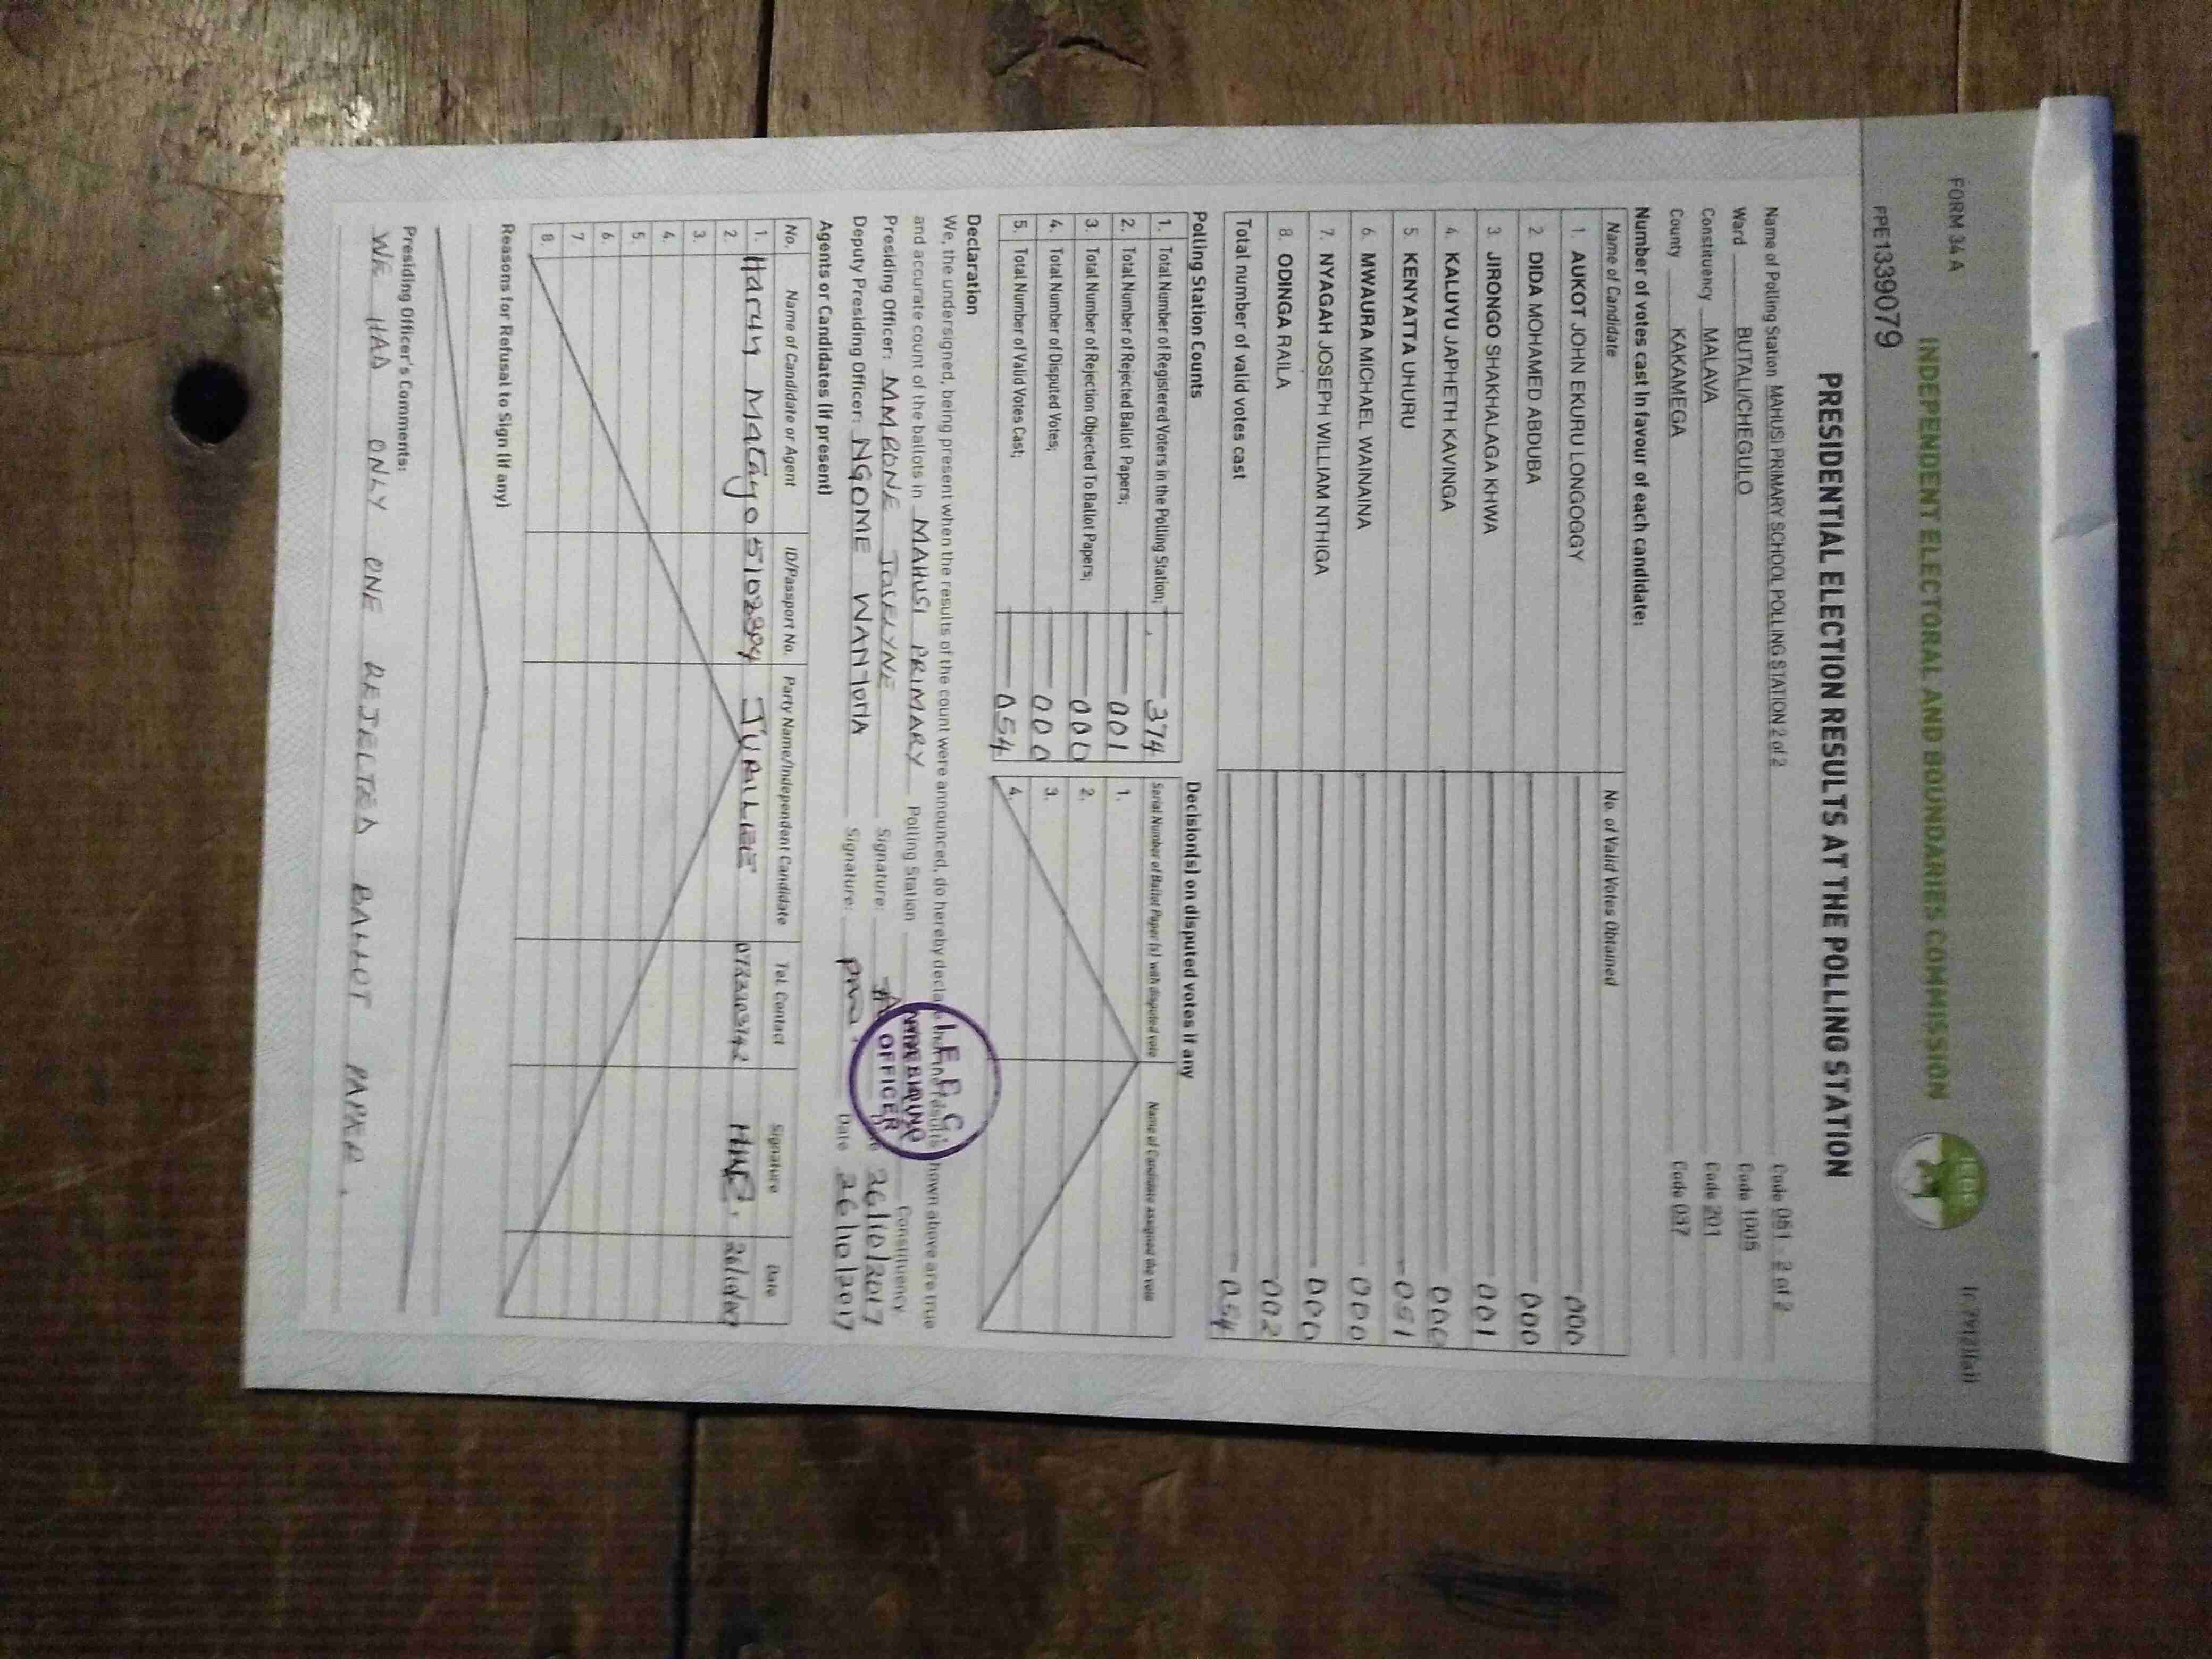 FORM 34 A
INDEPENDENT ELECTORAL AND BOUNDARIES COMMISSION
IEBC
FPE1339079
PRESIDENTIAL ELECTION RESULTS AT THE POLLING STATION
Name of Polling Station MAHUSI PRIMARY SCHOOL POLLING STATION 2 of 2 Code 051 - 2 of 2
Ward BUTALI/CHEGULO Code 1005
Constituency MALAVA Code 201
County KAKAMEGA Code 037
Number of votes cast in favour of each candidate:
Name of Candidate No. of Valid Votes Obtained
1. AUKOT JOHN EKURU LONGOGGY 000
2. DIDA MOHAMED ABDUBA 000
3. JIRONGO SHAKHALAGA KHWA 001
4. KALUYU JAPHETH KAVINGA 000
5. KENYATTA UHURU 051
6. MWAURA MICHAEL WAINAINA 000
7. NYAGAH JOSEPH WILLIAM NTHIGA 000
8. ODINGA RAILA 002
Total number of valid votes cast 054
Polling Station Counts
1. Total Number of Registered Voters in the Polling Station; 374
2. Total Number of Rejected Ballot Papers; 001
3. Total Number of Rejection Objected To Ballot Papers; 000
4. Total Number of Disputed Votes; 000
5. Total Number of Valid Votes Cast; 054
Decision(s) on disputed votes if any
Serial Number of Ballot Paper (s) with disputed vote Name of Candidate assigned the vote
1.
2.
3.
4.
Declaration
We, the undersigned, being present when the results of the count were announced, do hereby declare that the results shown above are true
and accurate count of the ballots in MAHUSI PRIMARY Polling Station Constituency.
Presiding Officer: MMBONE JOSELYNE Signature: Date 26/10/2017
Deputy Presiding Officer: NGOME WANTORIA Signature: Date 26/10/2017
IEBC
PRESIDING
OFFICER
Agents or Candidates (if present)
No. Name of Candidate or Agent ID/Passport No. Party Name/Independent Candidate Tel. Contact Signature Date
1. Harry Matayo 5102394 JUBILEE 26/10/2017
2.
3.
4.
5.
6.
7.
8.
Reasons for Refusal to Sign (if any)
Presiding Officer's Comments:
WE HAD ONLY ONE REJECTED BALLOT PAPER.